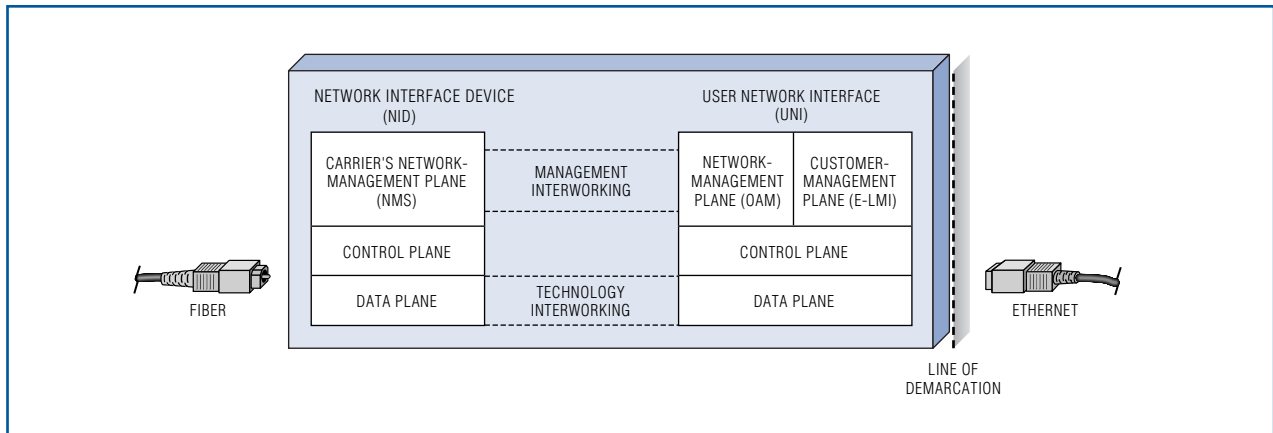 NETWORK INTERFACE DEVICE
(NID)
USER NETWORK INTERFACE
(UNI)
CARRIER'S NETWORK-
MANAGEMENT PLANE
(NMS)
MANAGEMENT
INTERWORKING
NETWORK-
MANAGEMENT
PLANE (OAM)
CUSTOMER-
MANAGEMENT
PLANE (E-LMI)
CONTROL PLANE
CONTROL PLANE
DATA PLANE
TECHNOLOGY
INTERWORKING
DATA PLANE
FIBER
ETHERNET
LINE OF
DEMARCATION